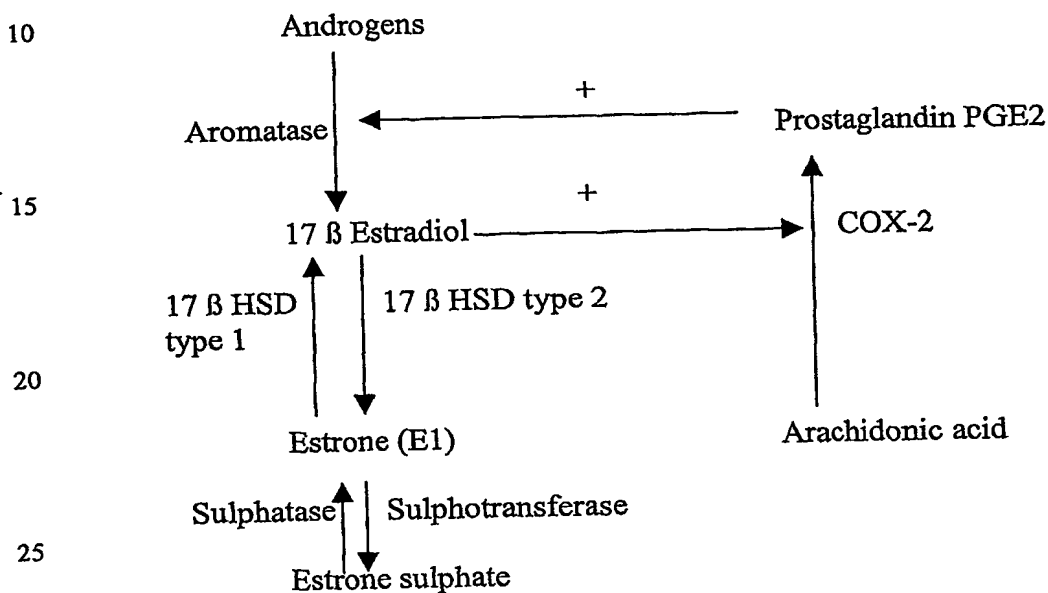 10
Androgens
+
Aromatase
Prostaglandin PGE2
15
+
17 ß Estradiol
COX-2
17 ß HSD
type 1
17 ß HSD type 2
20
Estrone (E1)
Arachidonic acid
Sulphatase
Sulphotransferase
25
Estrone sulphate